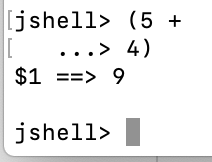 [jshell> (5 +
[   ...> 4)
$1 ==> 9
jshell>